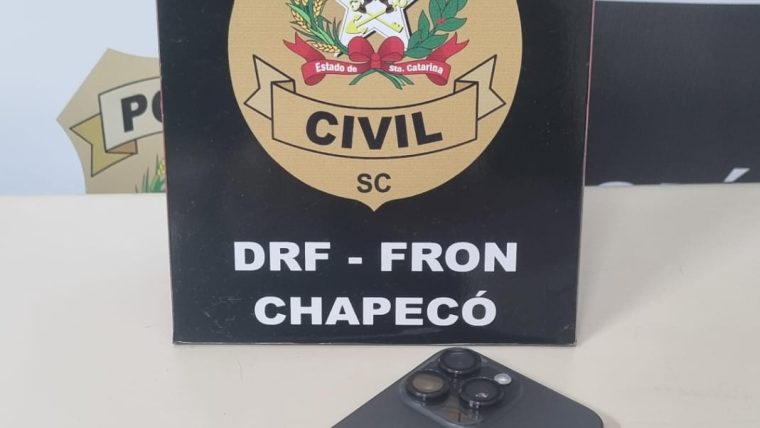 Estado de Sta. Catarina
CIVIL
SC
DRF - FRON
CHAPECÓ